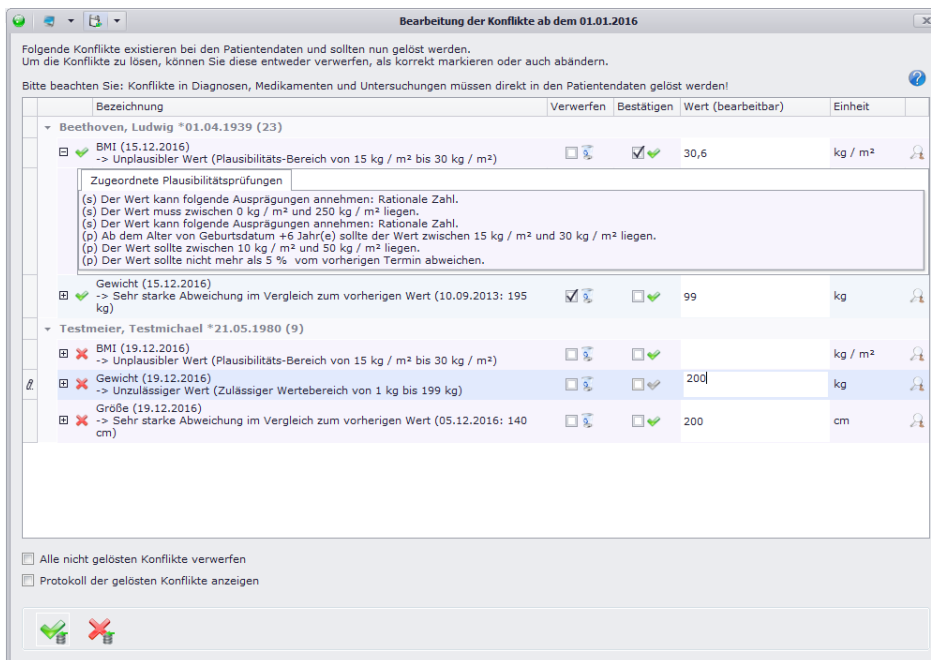 Bearbeitung der Konflikte ab dem 01.01.2016
Folgende Konflikte existieren bei den Patientendaten und sollten nun gelöst werden.
Um die Konflikte zu lösen, können Sie diese entweder verwerfen, als korrekt markieren oder auch abändern.
Bitte beachten Sie: Konflikte in Diagnosen, Medikamenten und Untersuchungen müssen direkt in den Patientendaten gelöst werden!
Bezeichnung Verwerfen Bestätigen Wert (bearbeitbar) Einheit
Beethoven, Ludwig *01.04.1939 (23)
BMI (15.12.2016)
-> Unplausibler Wert (Plausibilitäts-Bereich von 15 kg / m² bis 30 kg / m²) 30,6 kg / m²
Zugeordnete Plausibilitätsprüfungen
(s) Der Wert kann folgende Ausprägungen annehmen: Rationale Zahl.
(s) Der Wert muss zwischen 0 kg / m² und 250 kg / m² liegen.
(s) Der Wert kann folgende Ausprägungen annehmen: Rationale Zahl.
(p) Ab dem Alter von Geburtsdatum +6 Jahr(e) sollte der Wert zwischen 15 kg / m² und 30 kg / m² liegen.
(p) Der Wert sollte zwischen 10 kg / m² und 50 kg / m² liegen.
(p) Der Wert sollte nicht mehr als 5 % vom vorherigen Termin abweichen.
Gewicht (15.12.2016)
-> Sehr starke Abweichung im Vergleich zum vorherigen Wert (10.09.2013: 195 99 kg
kg)
Testmeier, Testmichael *21.05.1980 (9)
BMI (19.12.2016)
-> Unplausibler Wert (Plausibilitäts-Bereich von 15 kg / m² bis 30 kg / m²) kg / m²
Gewicht (19.12.2016) 200
-> Unzulässiger Wert (Zulässiger Wertebereich von 1 kg bis 199 kg) kg
Größe (19.12.2016)
-> Sehr starke Abweichung im Vergleich zum vorherigen Wert (05.12.2016: 140 200 cm
cm)
Alle nicht gelösten Konflikte verwerfen
Protokoll der gelösten Konflikte anzeigen